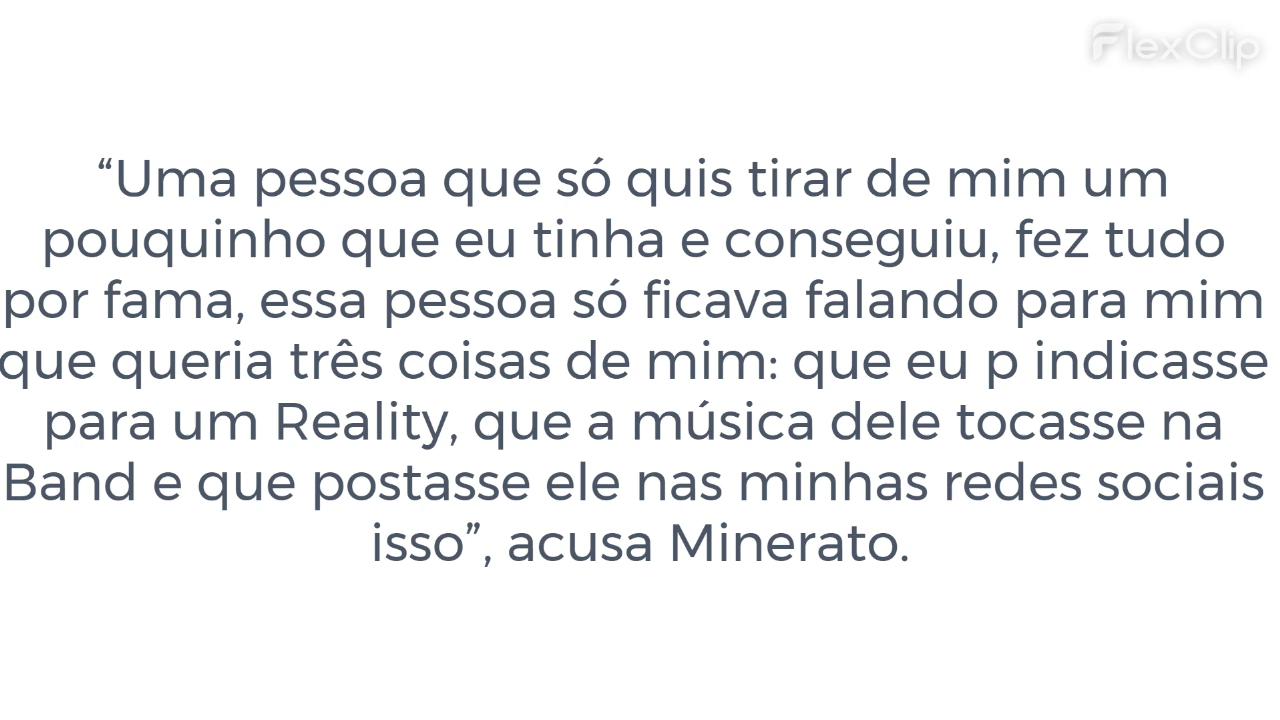 FlexClip
“Uma pessoa que só quis tirar de mim um
pouquinho que eu tinha e conseguiu, fez tudo
por fama, essa pessoa só ficava falando para mim
que queria três coisas de mim: que eu p indicasse
para um Reality, que a música dele tocasse na
Band e que postasse ele nas minhas redes sociais
isso”, acusa Minerato.